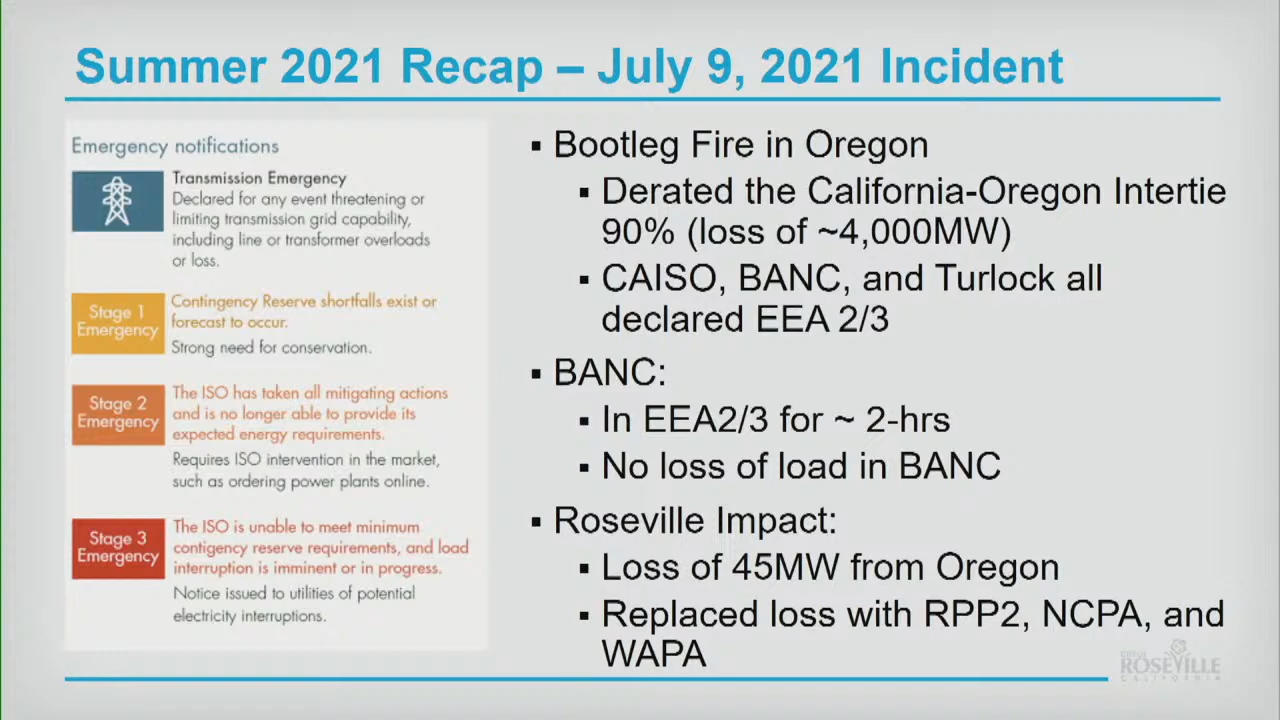 Summer 2021 Recap – July 9, 2021 Incident
Emergency notifications
Transmission Emergency
Declared for any event threatening or
limiting transmission grid capability,
including line or transformer overloads
or loss.
Stage 1
Emergency
Contingency Reserve shortfalls exist or
forecast to occur.
Strong need for conservation.
Stage 2
Emergency
The ISO has taken all mitigating actions
and is no longer able to provide its
expected energy requirements.
Requires ISO intervention in the market,
such as ordering power plants online.
Stage 3
Emergency
The ISO is unable to meet minimum
contigency reserve requirements, and load
interruption is imminent or in progress.
Notice issued to utilities of potential
electricity interruptions.
▪ Bootleg Fire in Oregon
▪ Derated the California-Oregon Intertie
90% (loss of ~4,000MW)
▪ CAISO, BANC, and Turlock all
declared EEA 2/3
▪ BANC:
▪ In EEA2/3 for ~ 2-hrs
▪ No loss of load in BANC
▪ Roseville Impact:
▪ Loss of 45MW from Oregon
▪ Replaced loss with RPP2, NCPA, and
WAPA
CITY OF
ROSEVILLE
CALIFORNIA